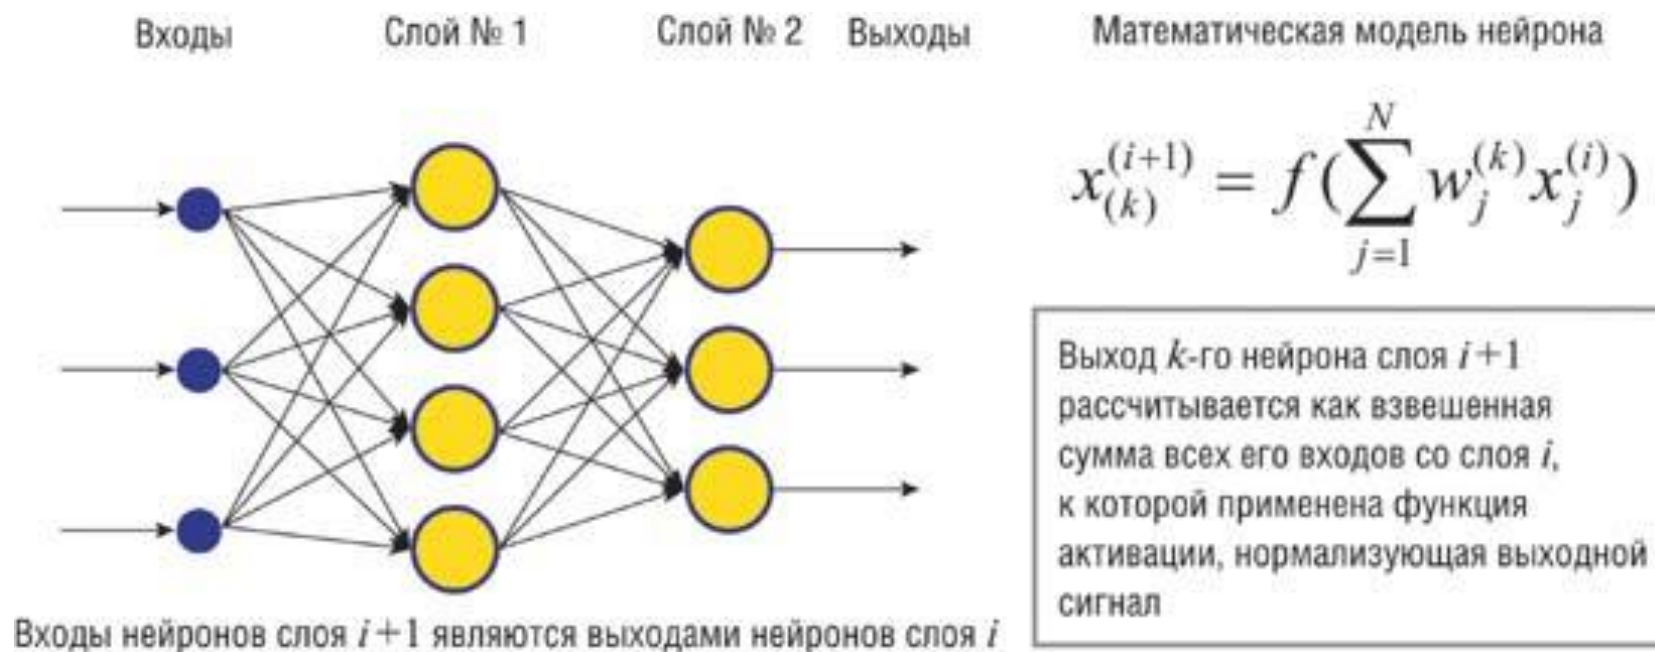 Входы Слой № 1 Слой № 2 Выходы
Математическая модель нейрона
x_{(k)}^{(i+1)} = f(\sum_{j=1}^{N} w_j^{(k)} x_j^{(i)})
Выход k-го нейрона слоя i+1
рассчитывается как взвешенная
сумма всех его входов со слоя i,
к которой применена функция
активации, нормализующая выходной
сигнал
Входы нейронов слоя i+1 являются выходами нейронов слоя i